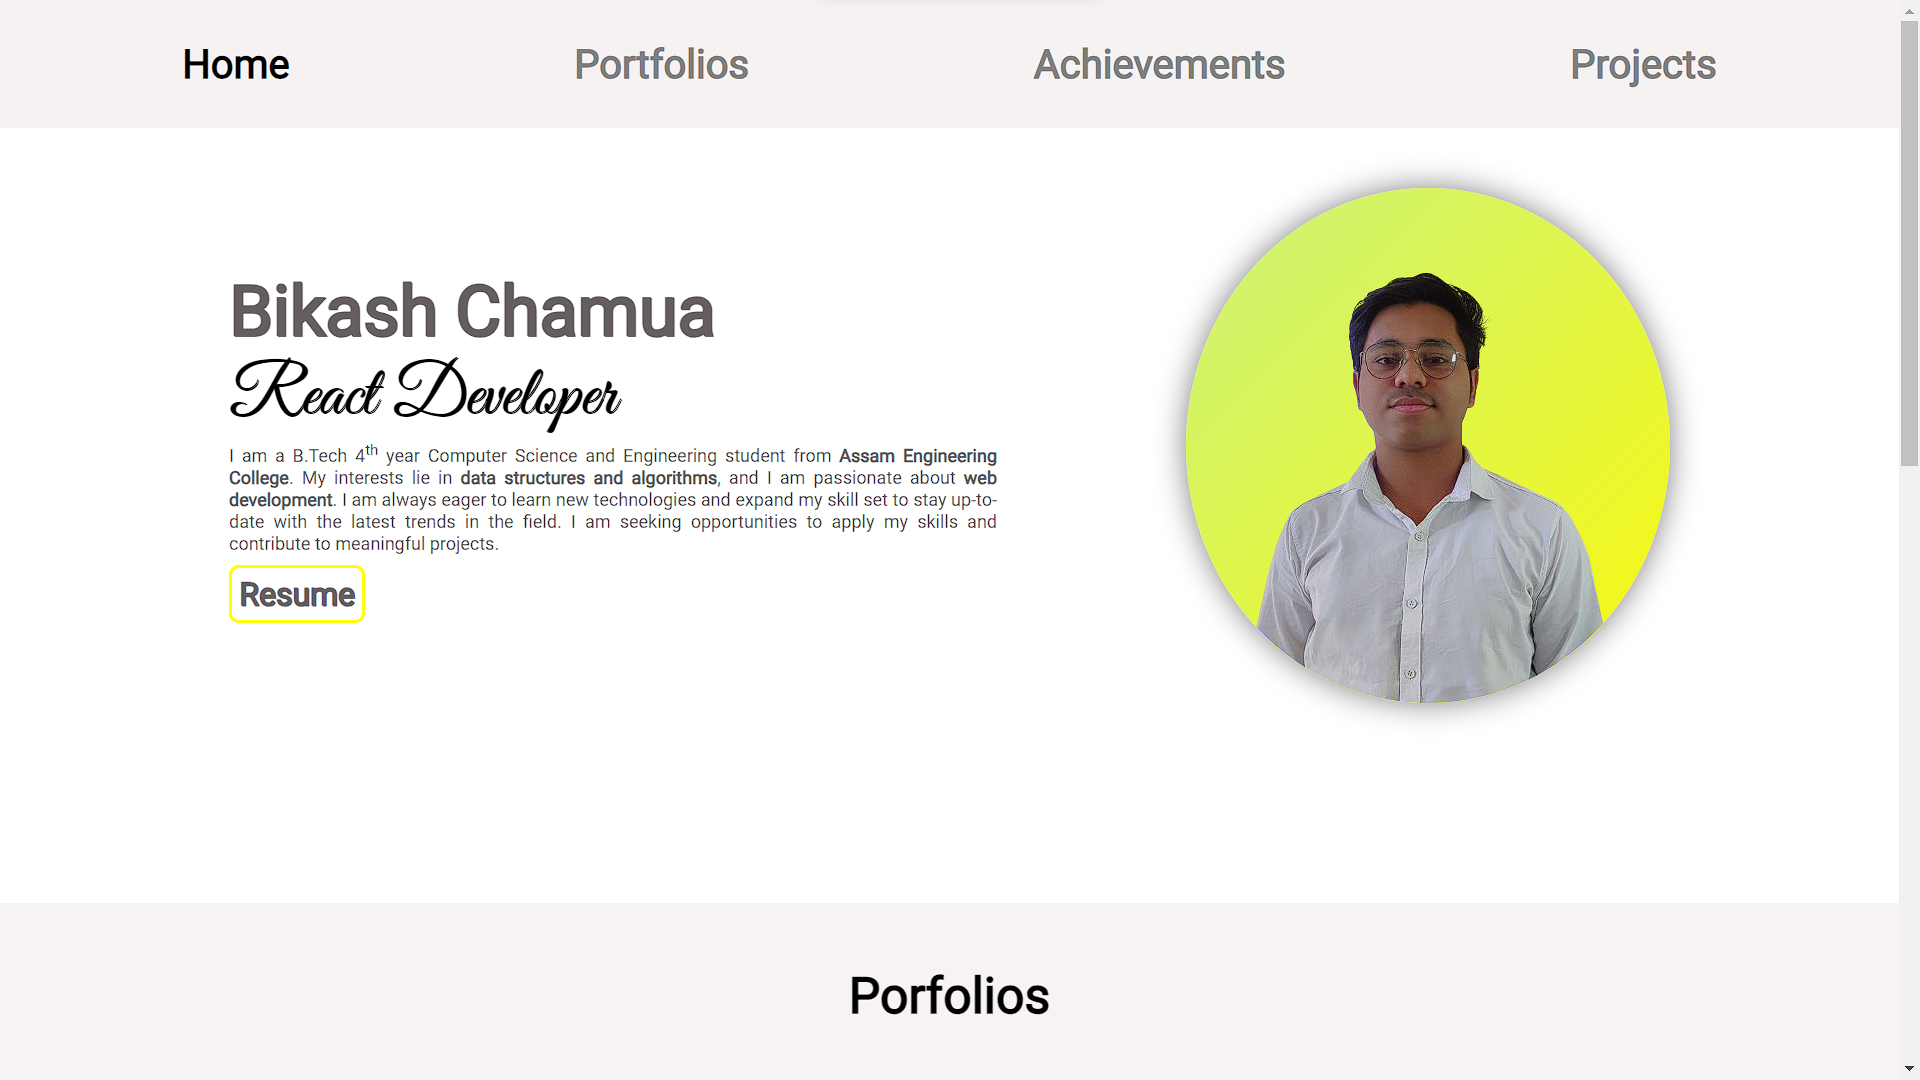 Home Portfolios Achievements Projects
Bikash Chamua
React Developer
I am a B.Tech 4th year Computer Science and Engineering student from Assam Engineering
College. My interests lie in data structures and algorithms, and I am passionate about web
development. I am always eager to learn new technologies and expand my skill set to stay up-to-
date with the latest trends in the field. I am seeking opportunities to apply my skills and
contribute to meaningful projects.
Resume
Porfolios